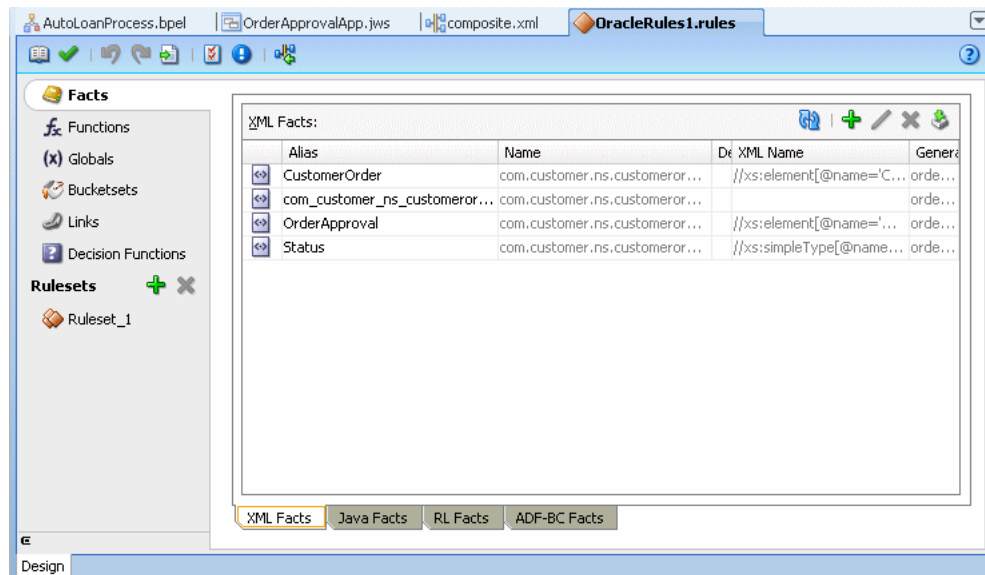 AutoLoanProcess.bpel OrderApprovalApp.jws composite.xml OracleRules1.rules
Facts
Functions
(x) Globals
Bucketsets
Links
Decision Functions
Rulesets
Ruleset_1
XML Facts:
Alias Name De XML Name Genera
CustomerOrder com.customer.ns.customeror... //xs:element[@name='C... orde...
com_customer_ns_customeror... com.customer.ns.customeror... orde...
OrderApproval com.customer.ns.customeror... //xs:element[@name='... orde...
Status com.customer.ns.customeror... //xs:simpleType[@name... orde...
XML Facts Java Facts RL Facts ADF-BC Facts
Design